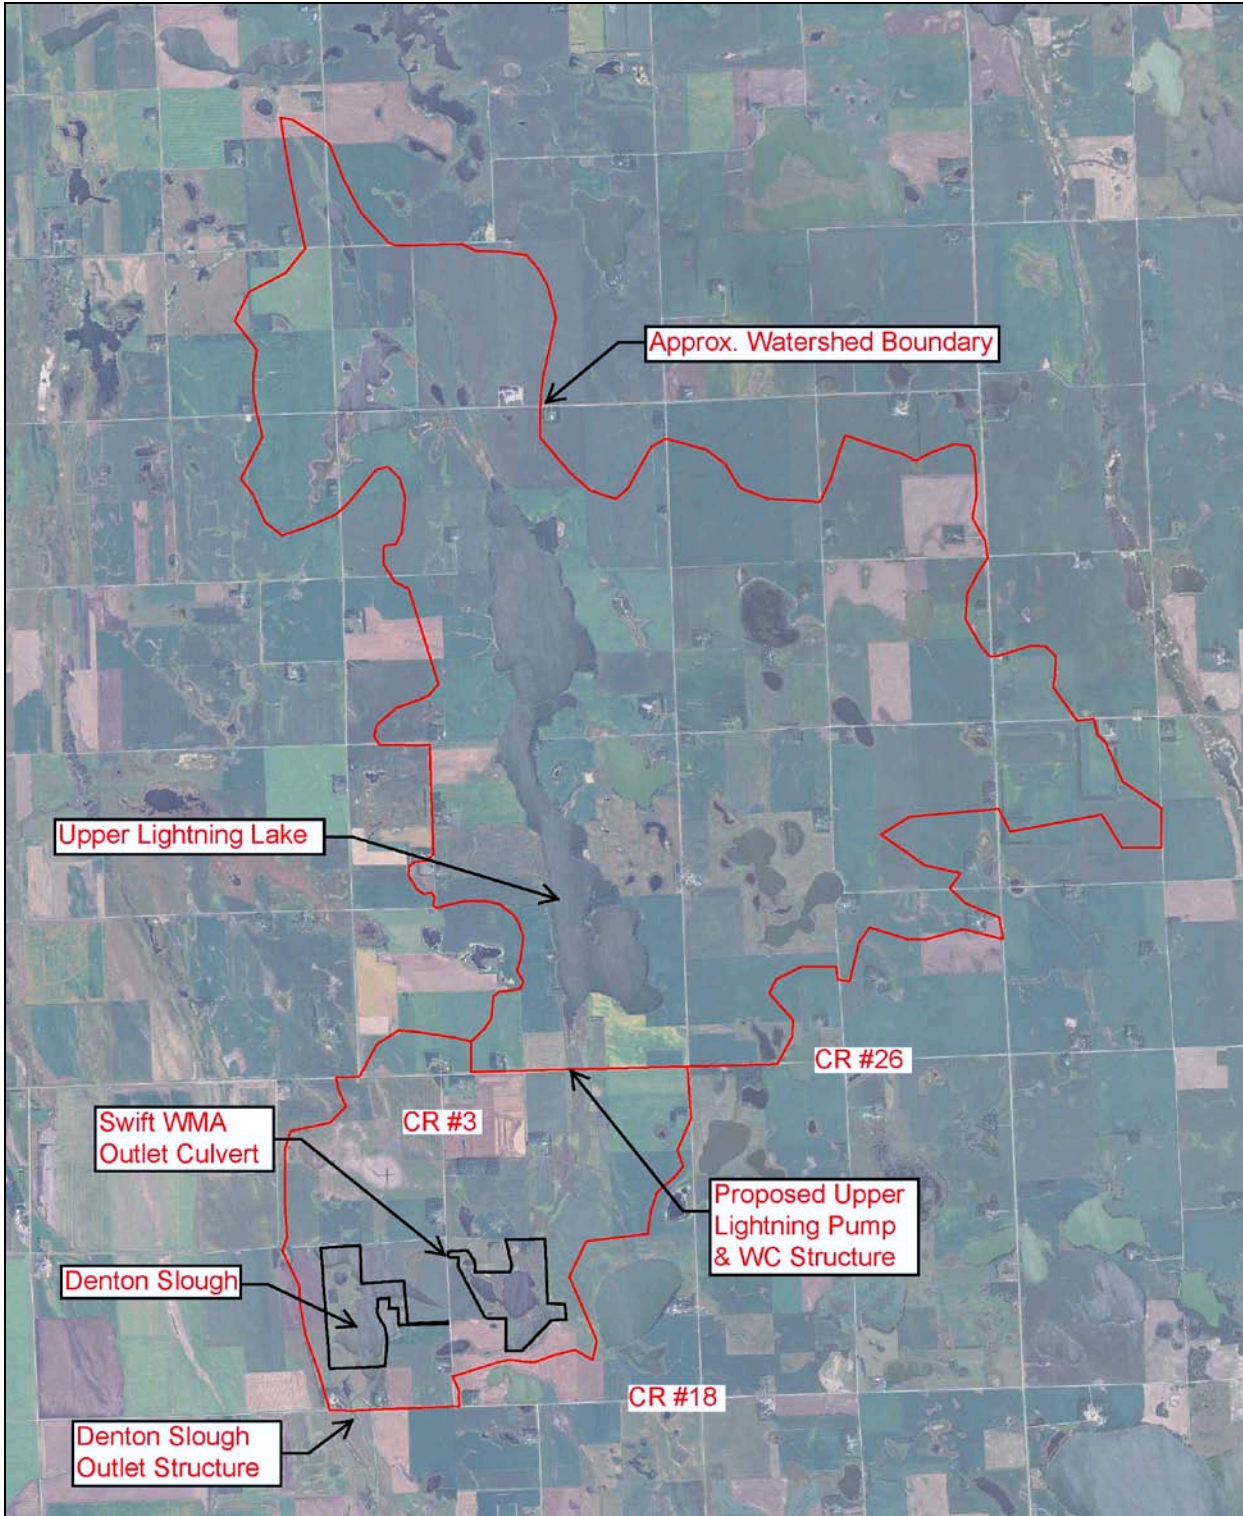 Approx. Watershed Boundary
Upper Lightning Lake
CR #26
CR #3
Swift WMA
Outlet Culvert
Proposed Upper
Lightning Pump
& WC Structure
Denton Slough
CR #18
Denton Slough
Outlet Structure